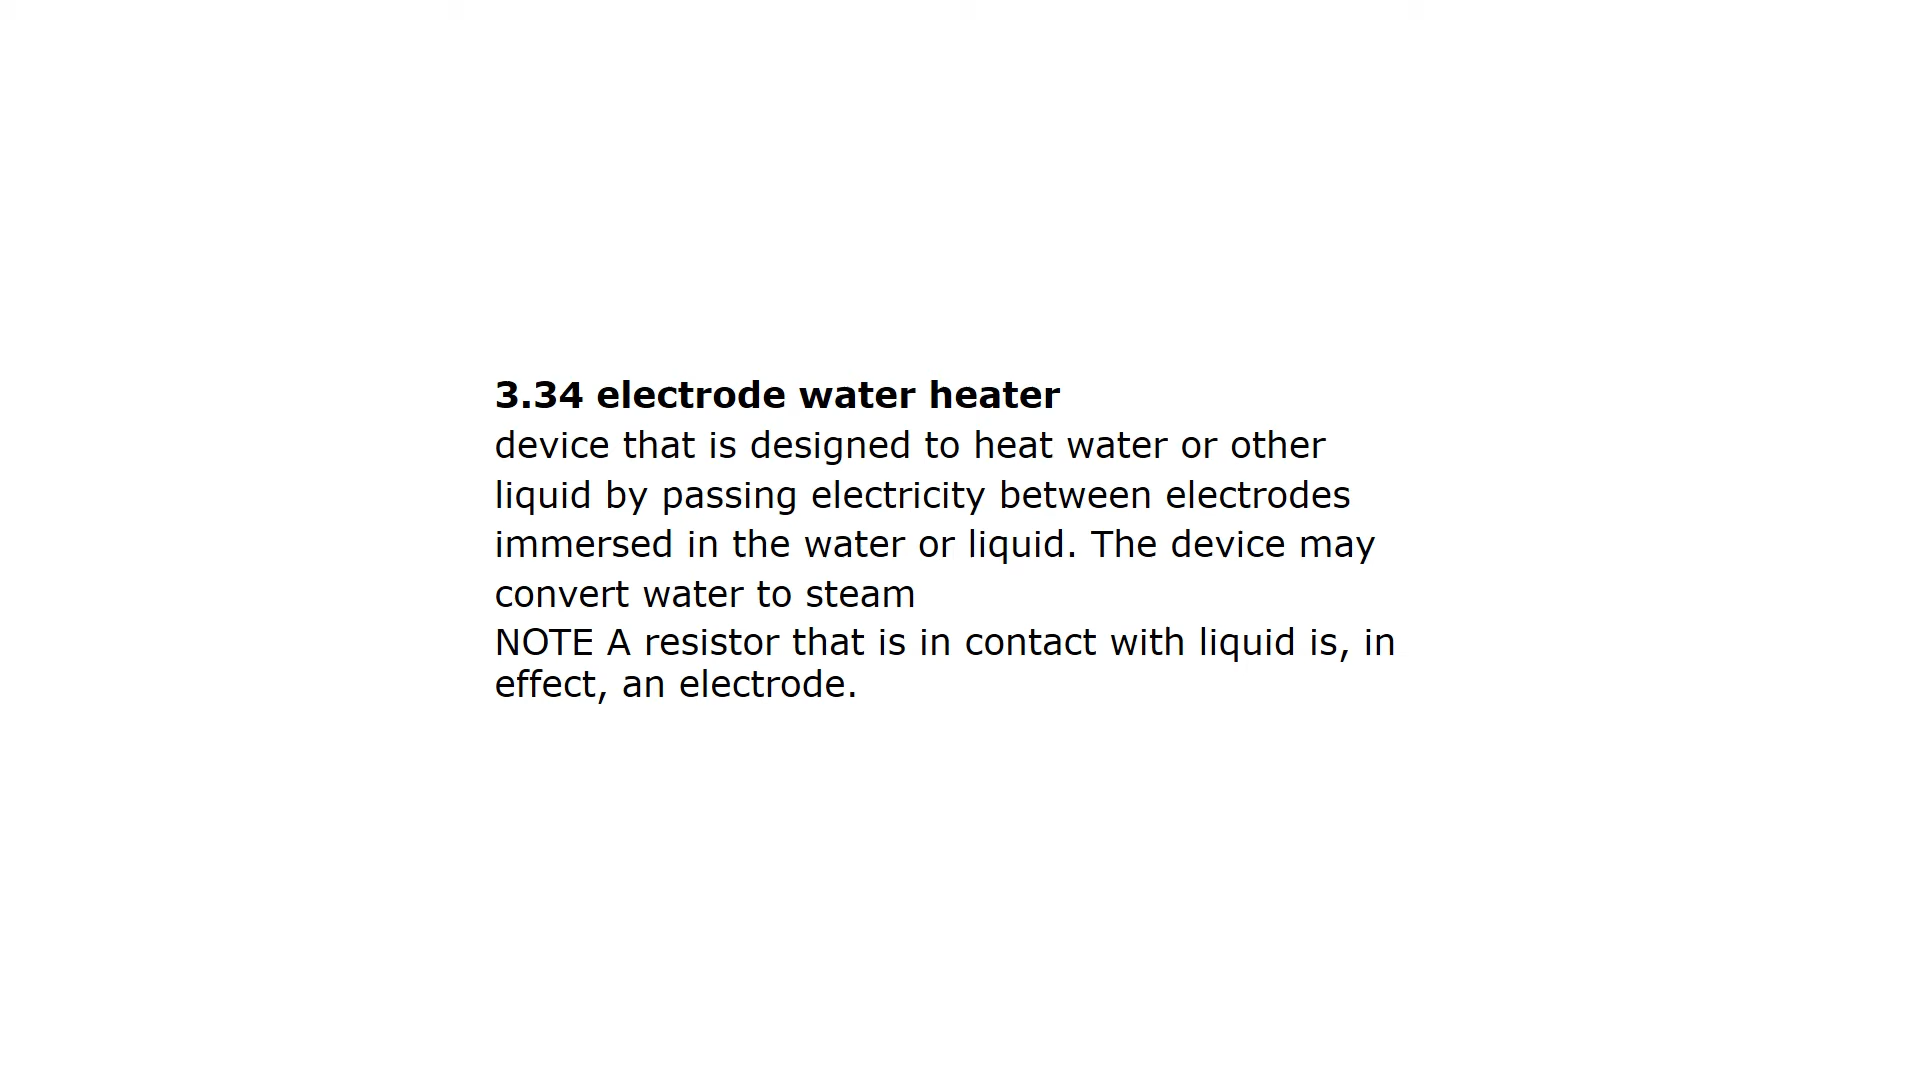 3.34 electrode water heater
device that is designed to heat water or other
liquid by passing electricity between electrodes
immersed in the water or liquid. The device may
convert water to steam
NOTE A resistor that is in contact with liquid is, in
effect, an electrode.